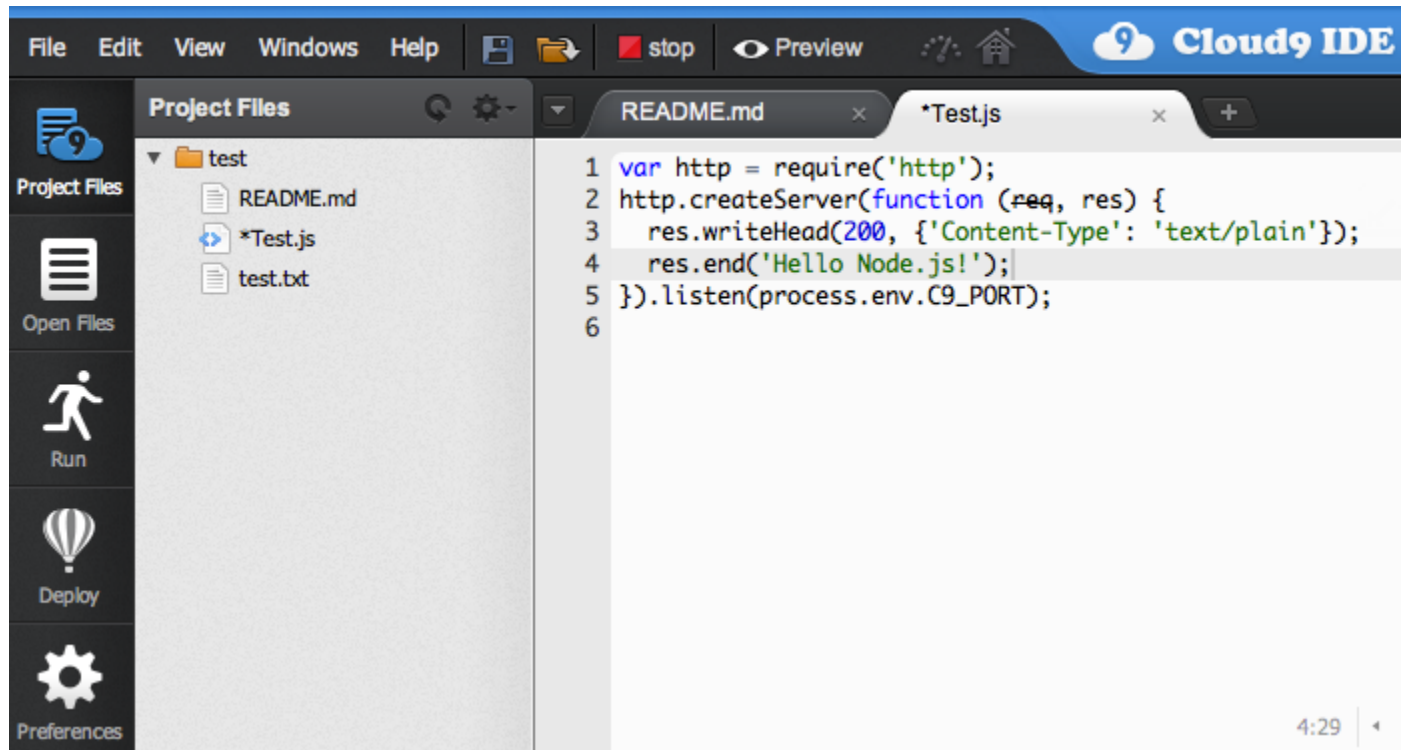 File Edit View Windows Help stop Preview 9 Cloud9 IDE
Project Files
README.md × *Test.js × +
9
Project Files
Open Files
Run
Deploy
Preferences
test
README.md
*Test.js
test.txt
1 var http = require('http');
2 http.createServer(function (req, res) {
3   res.writeHead(200, {'Content-Type': 'text/plain'});
4   res.end('Hello Node.js!');
5 }).listen(process.env.C9_PORT);
6
4:29